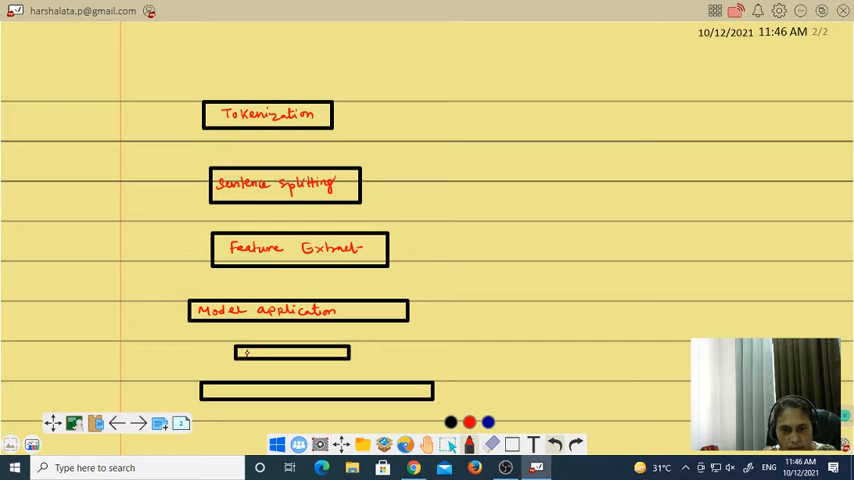 harshalata.p@gmail.com
10/12/2021 11:46 AM 2/2
Tokenization
Sentence splitting
Feature Extract-
Model application
2
T
Type here to search
31°C
ENG
11:46 AM
10/12/2021